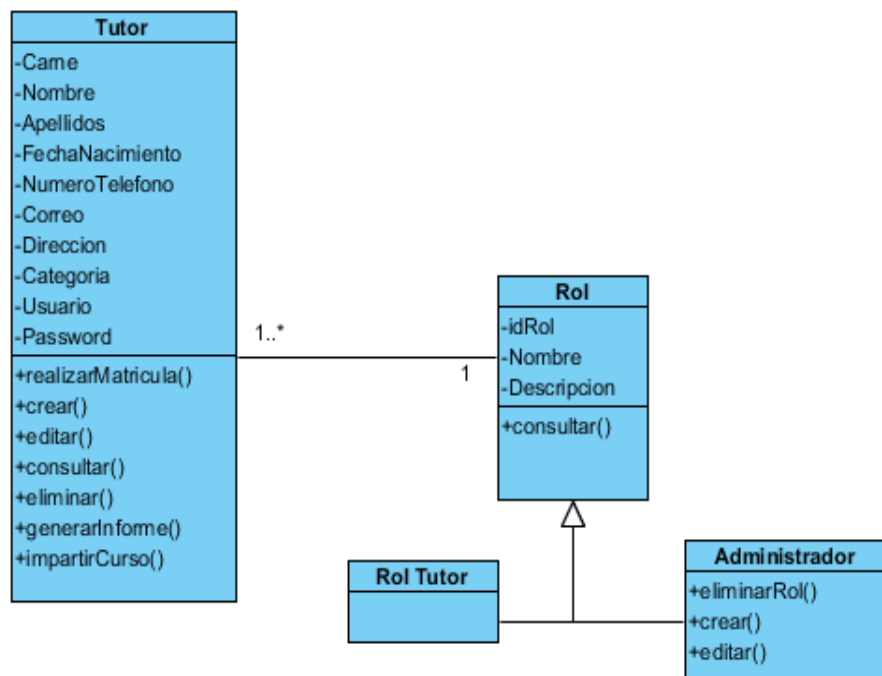 Tutor
-Carne
-Nombre
-Apellidos
-FechaNacimiento
-NumeroTelefono
-Correo
-Direccion
-Categoria
-Usuario
-Password
+realizarMatricula()
+crear()
+editar()
+consultar()
+eliminar()
+generarInforme()
+impartirCurso()
1..*
1
Rol
-idRol
-Nombre
-Descripcion
+consultar()
Rol Tutor
Administrador
+eliminarRol()
+crear()
+editar()